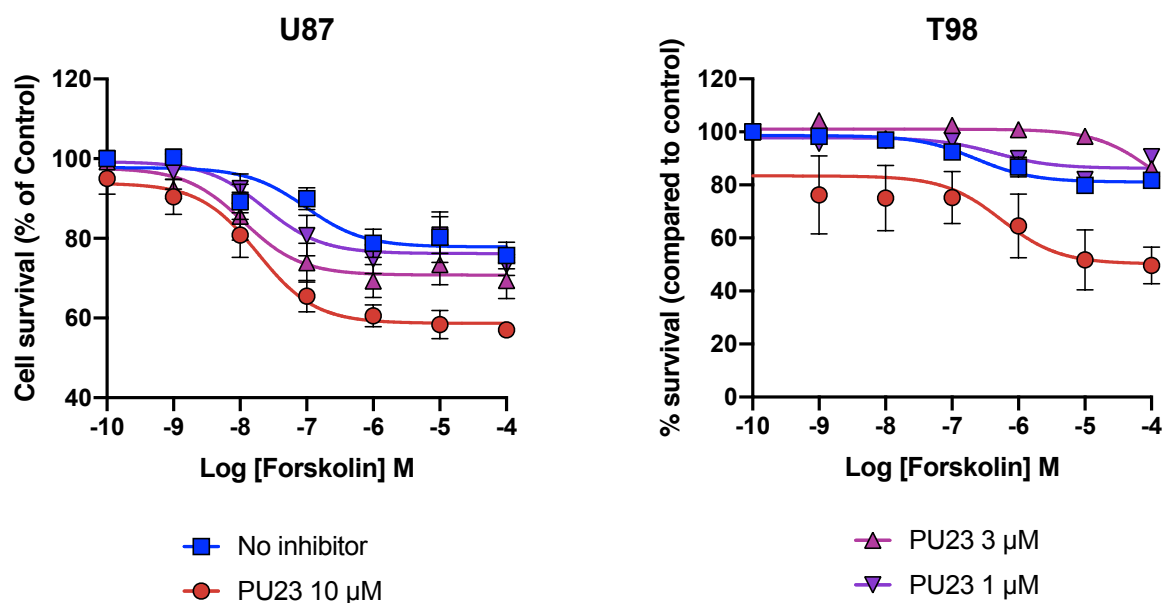 U87
Cell survival (% of Control)
120
100
80
60
40
-10 -9 -8 -7 -6 -5 -4
Log [Forskolin] M
T98
% survival (compared to control)
120
100
80
60
40
20
0
-10 -9 -8 -7 -6 -5 -4
Log [Forskolin] M
No inhibitor
PU23 10 µM
PU23 3 µM
PU23 1 µM